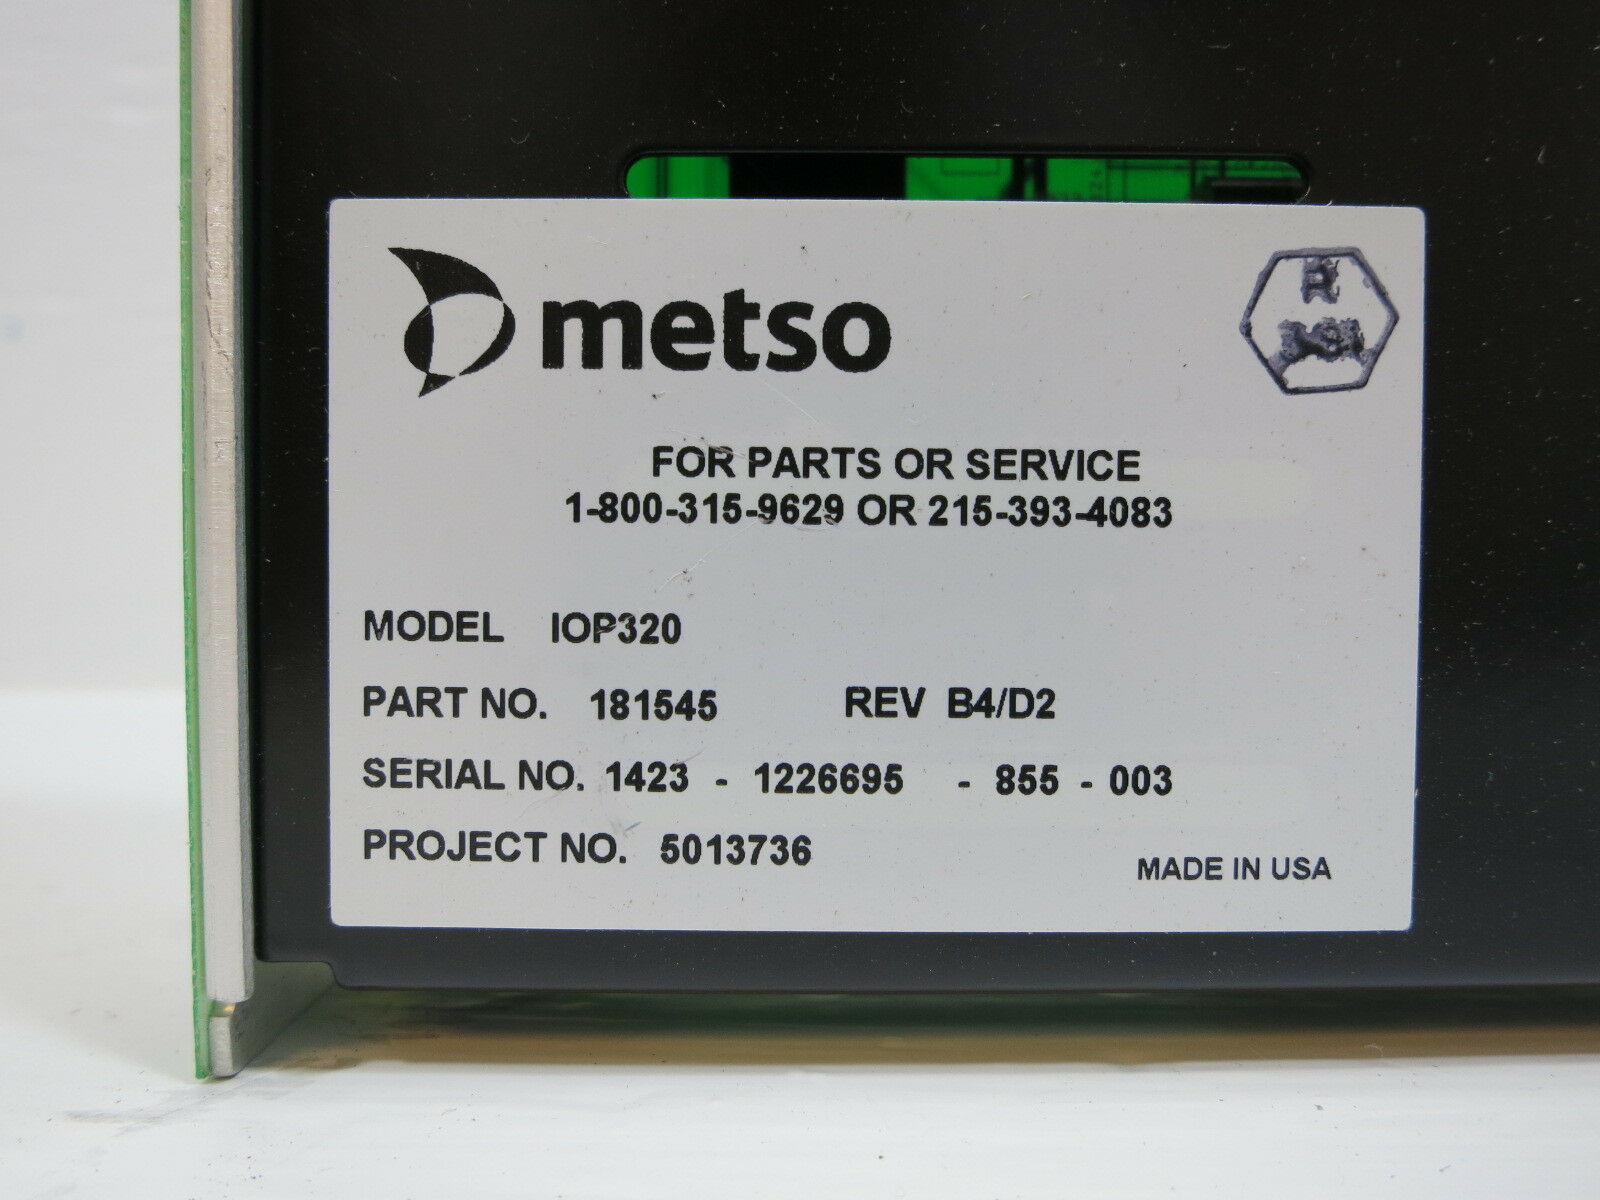 metso
FOR PARTS OR SERVICE
1-800-315-9629 OR 215-393-4083
MODEL IOP320
PART NO. 181545 REV B4/D2
SERIAL NO. 1423 - 1226695 - 855 - 003
PROJECT NO. 5013736
MADE IN USA